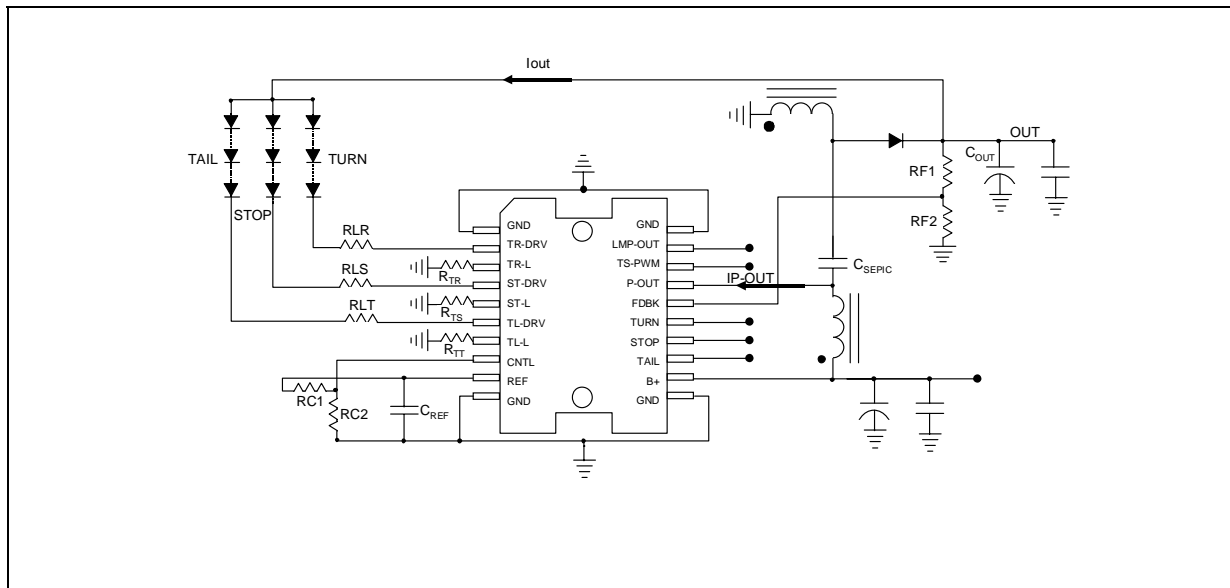 Iout
OUT
COUT
RF1
RF2
TAIL
TURN
STOP
GND
GND
RLR
TR-DRV
LMP-OUT
TR-L
TS-PWM
RTR
CSEPIC
RLS
ST-DRV
P-OUT
IP-OUT
ST-L
FDBK
RTS
RLT
TL-DRV
TURN
TL-L
STOP
RTT
CNTL
TAIL
REF
B+
RC1
RC2
CREF
GND
GND